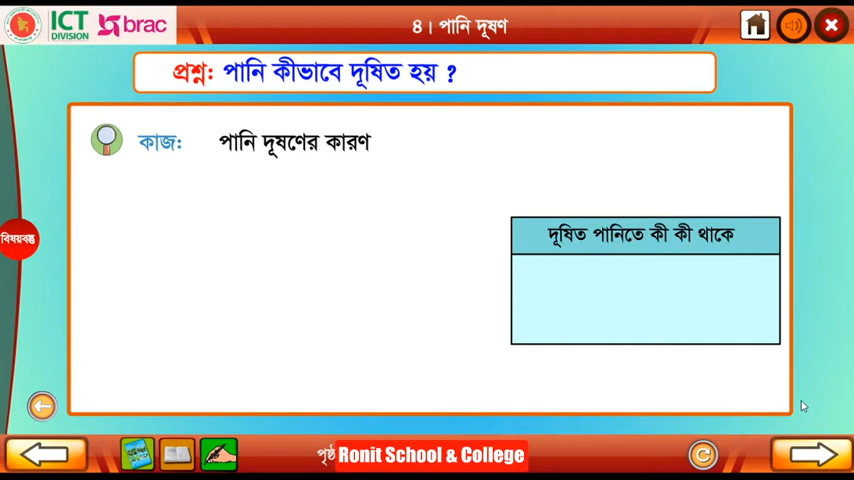 ICT
DIVISION
brac
৪। পানি দূষণ
প্রশ্ন: পানি কীভাবে দূষিত হয় ?
কাজ: পানি দূষণের কারণ
দূষিত পানিতে কী কী থাকে
বিষয়বস্তু
Ronit School & College